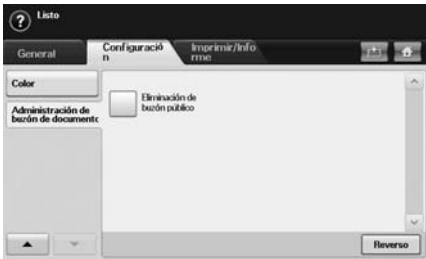 ? Listo
General
Configuració
n
Imprimir/Info
rme
Color
Eliminación de
buzón público
Administración de
buzón de documento
Reverso